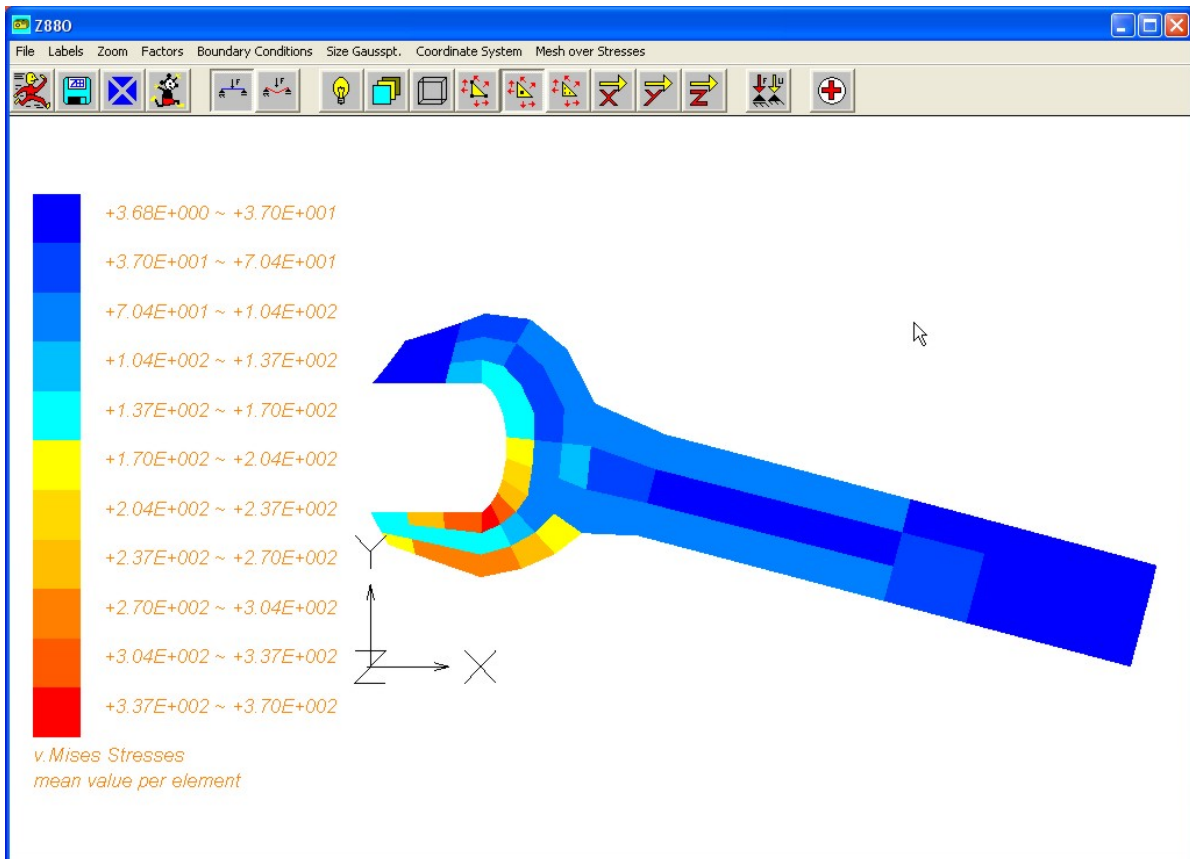 Z88O
File Labels Zoom Factors Boundary Conditions Size Gausspt. Coordinate System Mesh over Stresses
+3.68E+000 ~ +3.70E+001
+3.70E+001 ~ +7.04E+001
+7.04E+001 ~ +1.04E+002
+1.04E+002 ~ +1.37E+002
+1.37E+002 ~ +1.70E+002
+1.70E+002 ~ +2.04E+002
+2.04E+002 ~ +2.37E+002
+2.37E+002 ~ +2.70E+002
+2.70E+002 ~ +3.04E+002
+3.04E+002 ~ +3.37E+002
+3.37E+002 ~ +3.70E+002
v.Mises Stresses
mean value per element
Y
Z X